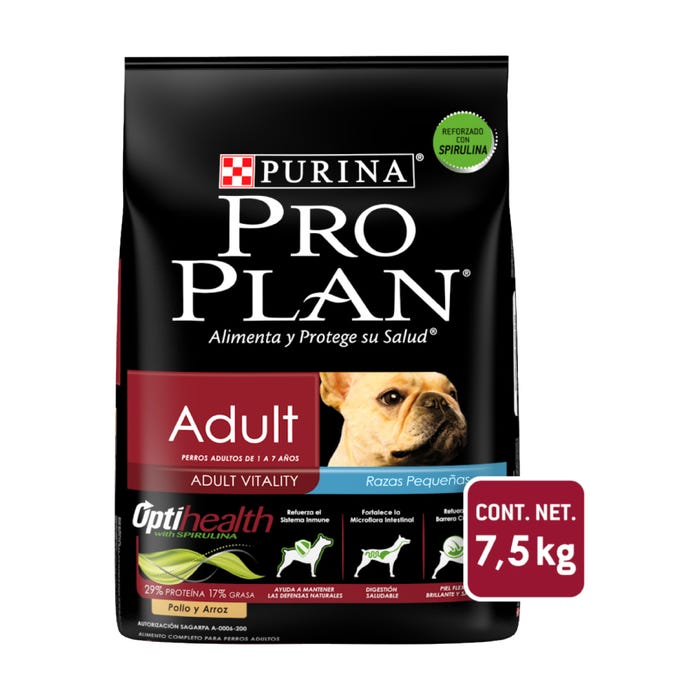 REFORZADO
CON
SPIRULINA
PURINA®
PRO
PLAN®
Alimenta y Protege su Salud®
Adult
PERROS ADULTOS DE 1 A 7 AÑOS
ADULT VITALITY
Razas Pequeñas
CONT. NET.
7,5 kg
Optihealth
with SPIRULINA
Refuerza el
Sistema Inmune
Fortalece la
Microflora Intestinal
29% PROTEÍNA 17% GRASA
Pollo y Arroz
AYUDA A MANTENER
LAS DEFENSAS NATURALES
DIGESTIÓN
SALUDABLE
BRILLANTE Y
AUTORIZACIÓN SAGARPA A-0006-200
ALIMENTO COMPLETO PARA PERROS ADULTOS